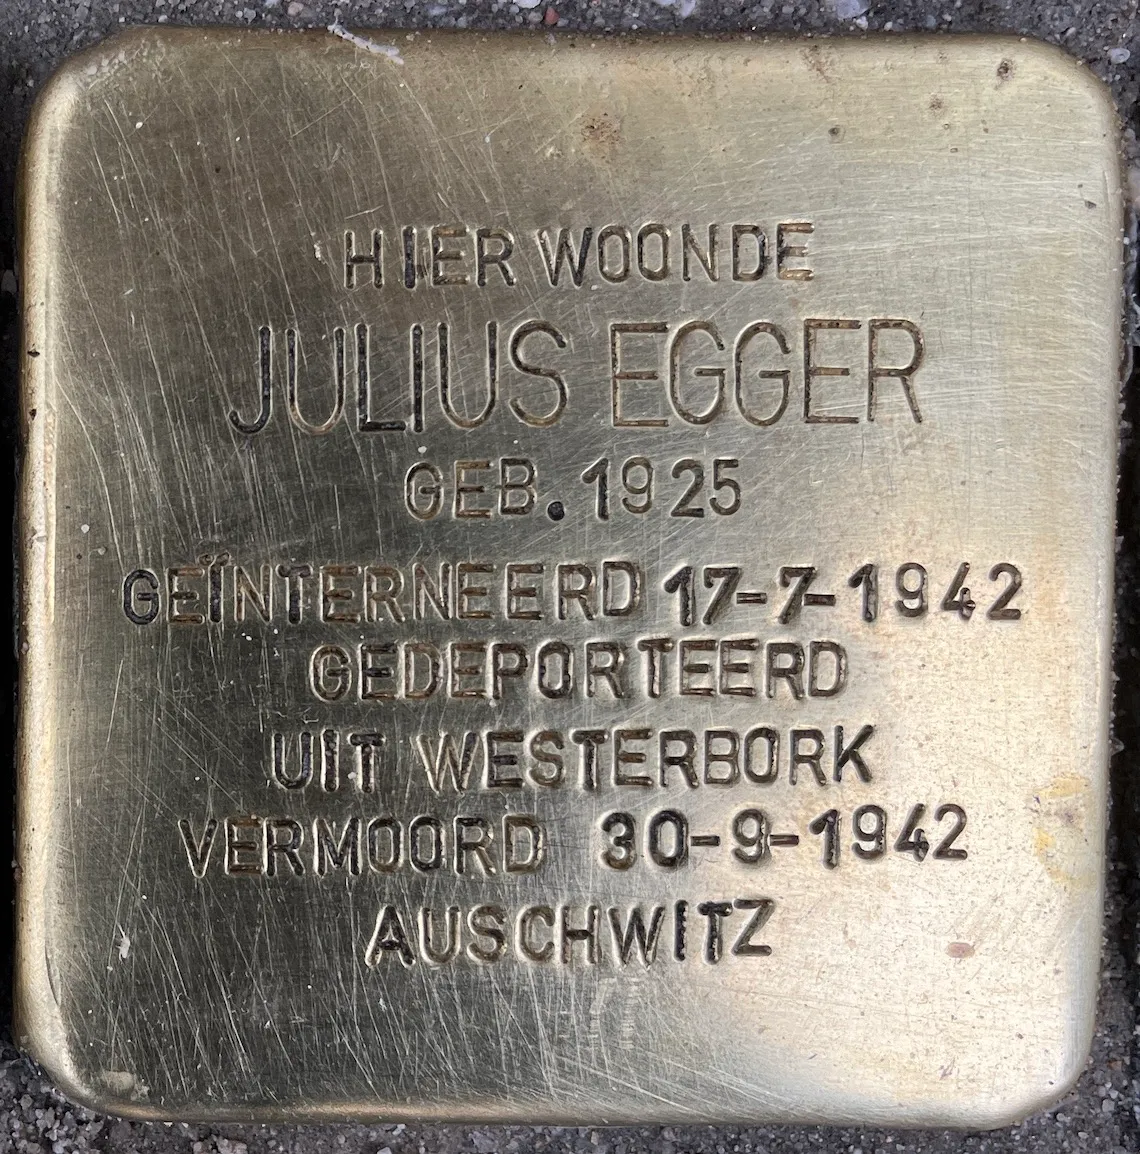 HIER WOONDE
JULIUS EGGER
GEB. 1925
GEÏNTERNEERD 17-7-1942
GEDEPORTEERD
UIT WESTERBORK
VERMOORD 30-9-1942
AUSCHWITZ